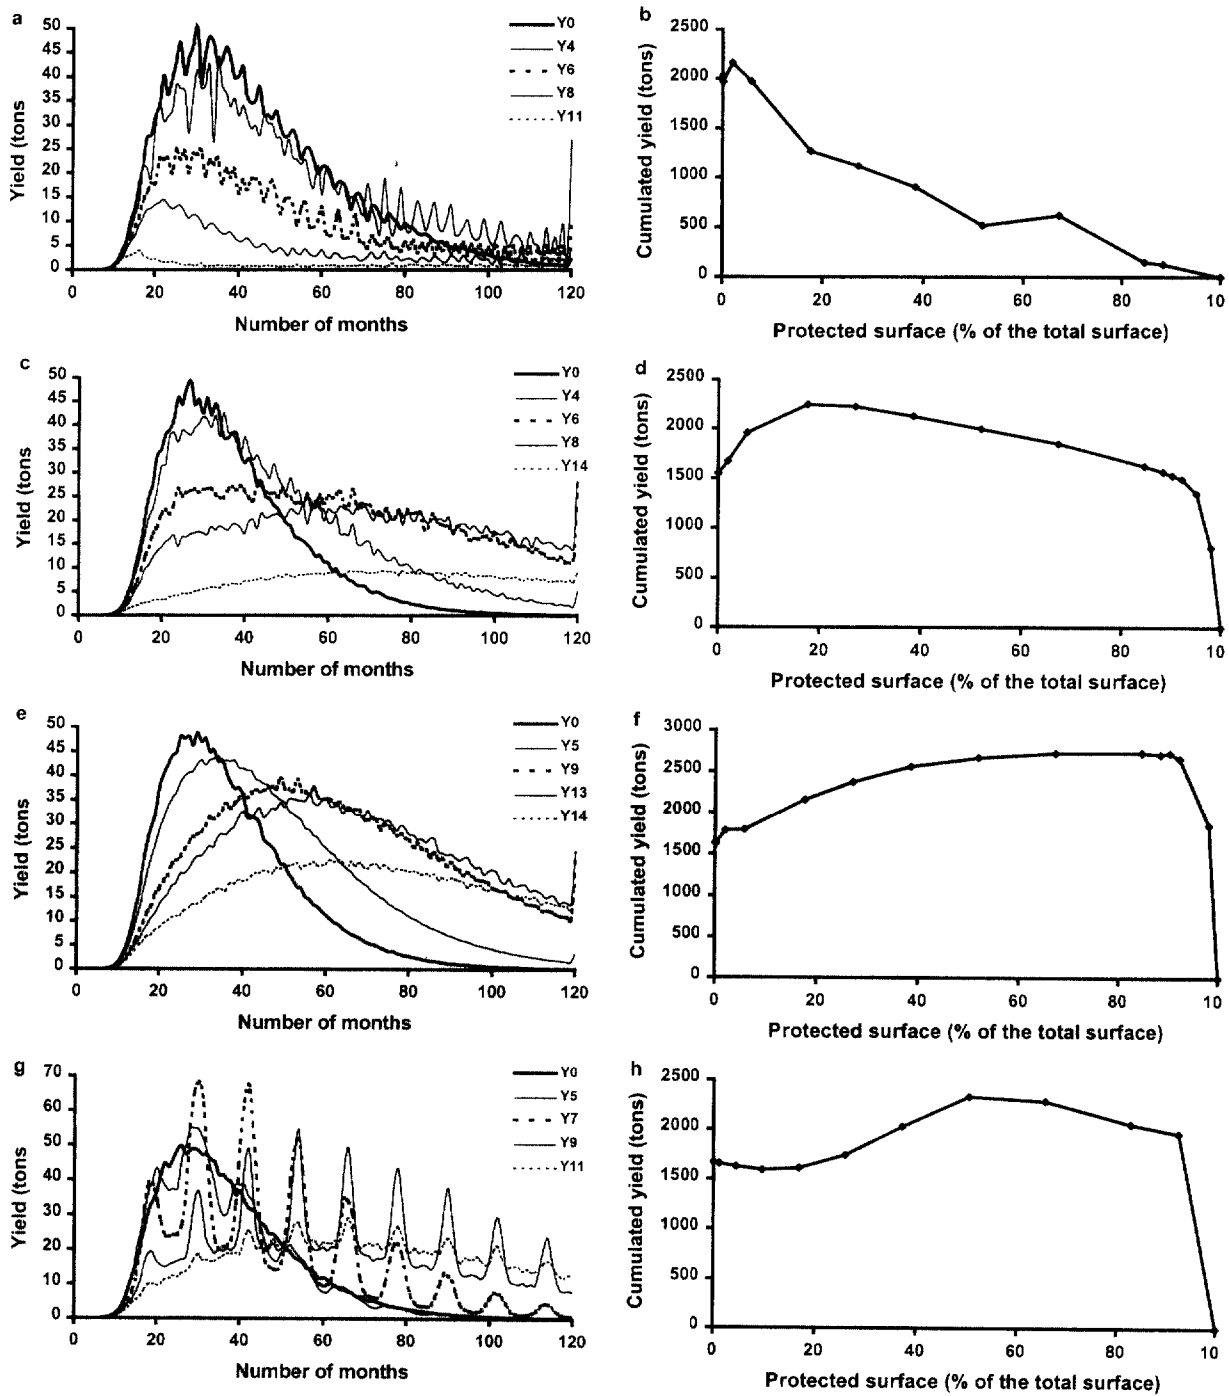 a
50
45
40
35
30
25
20
15
10
5
0
Yield (tons
Y0
Y4
Y6
Y8
Y11
0 20 40 60 80 100 120
Number of months
b
2500
2000
1500
1000
500
0
Cumulated yield (tons)
0 20 40 60 80 10
Protected surface (% of the total surface)
c
50
45
40
35
30
25
20
15
10
5
0
Yield (tons
Y0
Y4
Y6
Y8
Y14
0 20 40 60 80 100 120
Number of months
d
2500
2000
1500
1000
500
0
Cumulated yield (tons)
0 20 40 60 80 10
Protected surface (% of the total surface)
e
50
45
40
35
30
25
20
15
10
5
0
Yield (tons
Y0
Y5
Y9
Y13
Y14
0 20 40 60 80 100 120
Number of months
f
3000
2500
2000
1500
1000
500
0
Cumulated yield (tons)
0 20 40 60 80 10
Protected surface (% of the total surface)
g
70
60
50
40
30
20
10
0
Yield (tons
Y0
Y5
Y7
Y9
Y11
0 20 40 60 80 100 120
Number of months
h
2500
2000
1500
1000
500
0
Cumulated yield (tons)
0 20 40 60 80 10
Protected surface (% of the total surface)